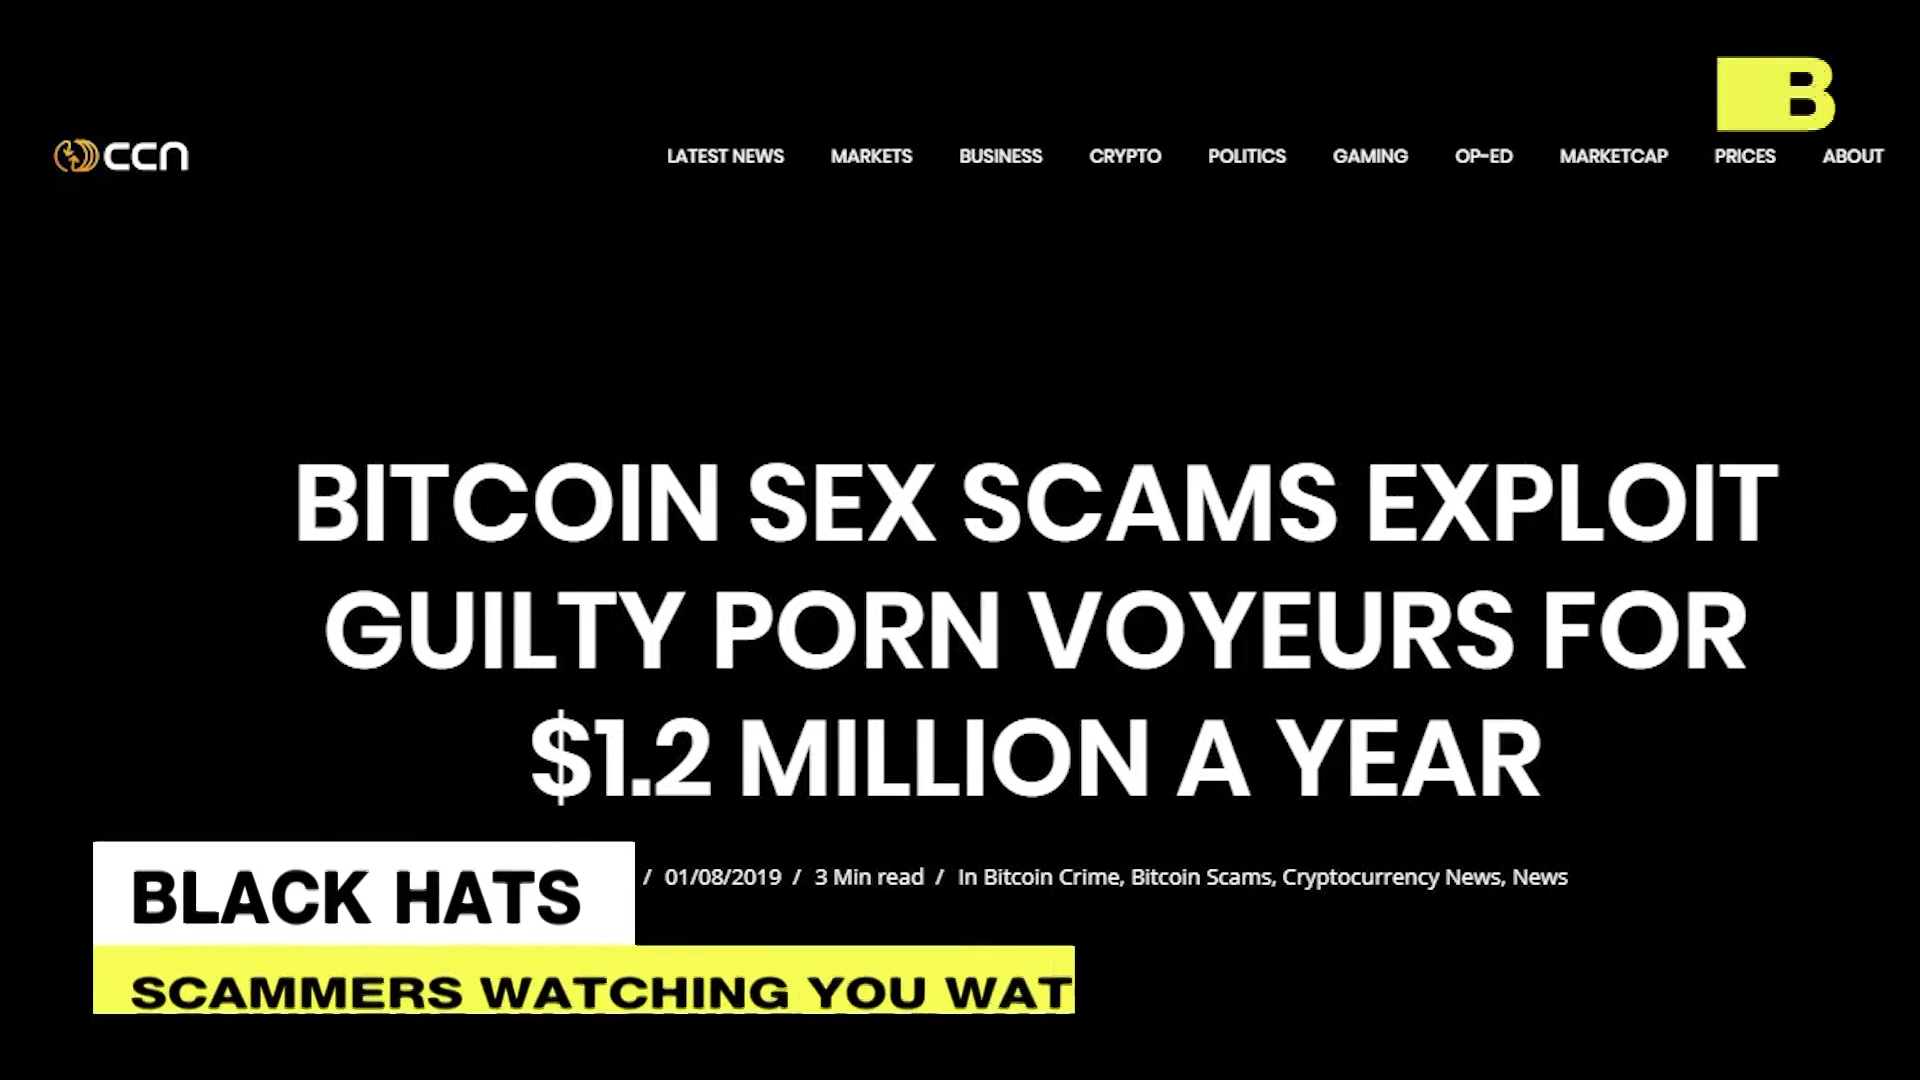 B
ccn
LATEST NEWS MARKETS BUSINESS CRYPTO POLITICS GAMING OP-ED MARKETCAP PRICES ABOUT
BITCOIN SEX SCAMS EXPLOIT
GUILTY PORN VOYEURS FOR
$1.2 MILLION A YEAR
/ 01/08/2019 / 3 Min read / In Bitcoin Crime, Bitcoin Scams, Cryptocurrency News, News
BLACK HATS
SCAMMERS WATCHING YOU WAT